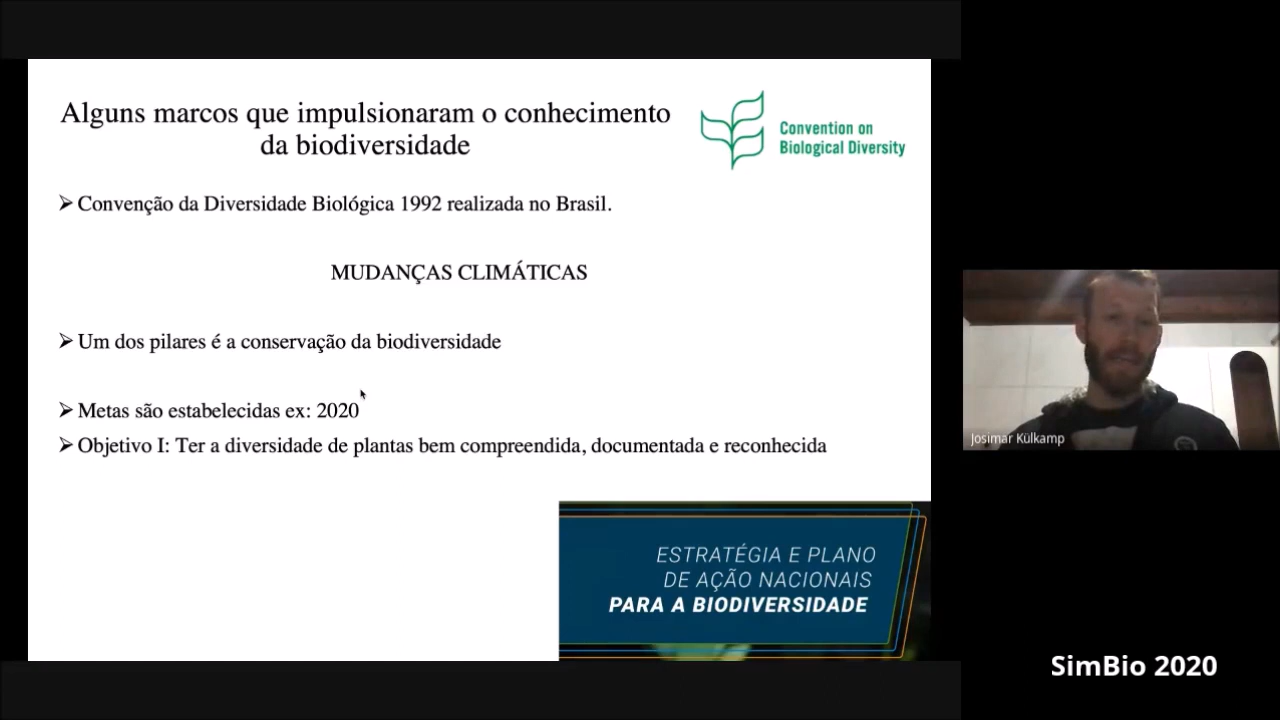 Alguns marcos que impulsionaram o conhecimento
da biodiversidade
Convention on
Biological Diversity
➢ Convenção da Diversidade Biológica 1992 realizada no Brasil.
MUDANÇAS CLIMÁTICAS
➢ Um dos pilares é a conservação da biodiversidade
➢ Metas são estabelecidas ex: 2020
➢ Objetivo I: Ter a diversidade de plantas bem compreendida, documentada e reconhecida
ESTRATÉGIA E PLANO
DE AÇÃO NACIONAIS
PARA A BIODIVERSIDADE
Josimar Külkamp
SimBio 2020